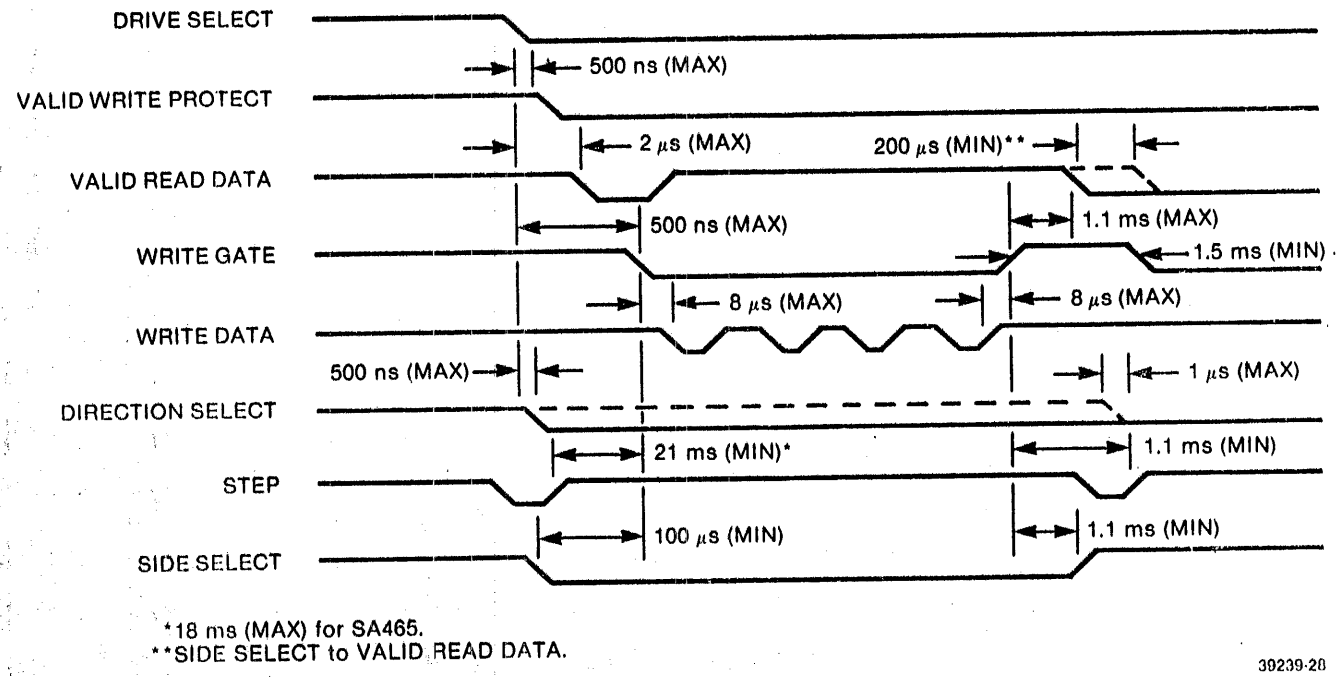 DRIVE SELECT
500 ns (MAX)
VALID WRITE PROTECT
2 μs (MAX)
200 μs (MIN)**
VALID READ DATA
500 ns (MAX)
1.1 ms (MAX)
WRITE GATE
1.5 ms (MIN)
8 μs (MAX)
8 μs (MAX)
WRITE DATA
500 ns (MAX)
1 μs (MAX)
DIRECTION SELECT
21 ms (MIN)*
1.1 ms (MIN)
STEP
100 μs (MIN)
1.1 ms (MIN)
SIDE SELECT
*18 ms (MAX) for SA465.
**SIDE SELECT to VALID READ DATA.
39239-28